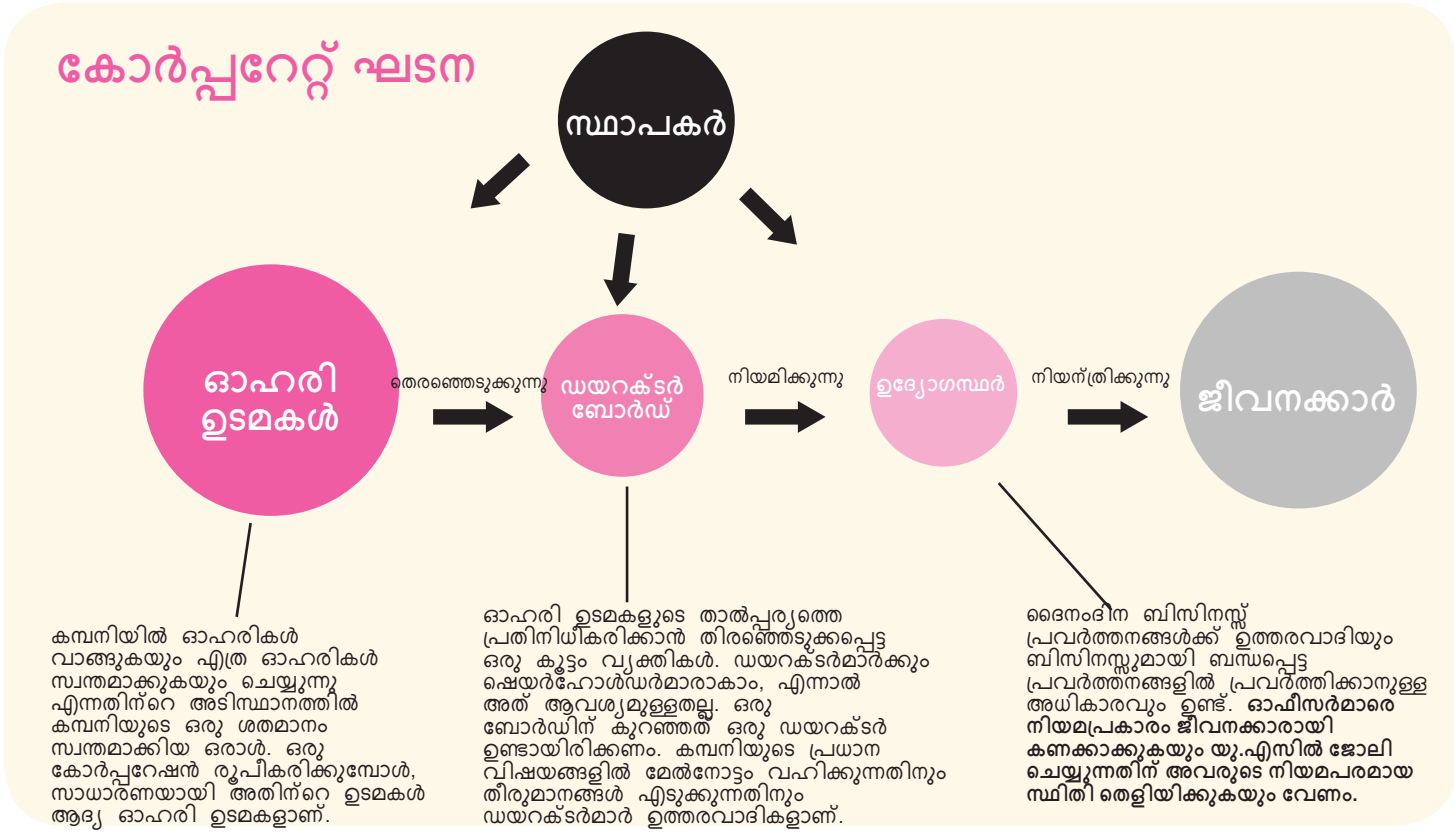 കോർപ്പറേറ്റ് ഘടന
സ്ഥാപകർ
ഓഹരി
ഉടമകൾ
തെരഞ്ഞെടുക്കുന്നു
ഡയറക്ടർ
ബോർഡ്
നിയമിക്കുന്നു
ഉദ്യോഗസ്ഥർ
നിയന്ത്രിക്കുന്നു
ജീവനക്കാർ
കമ്പനിയിൽ ഓഹരികൾ
വാങ്ങുകയും എത്ര ഓഹരികൾ
സ്വന്തമാക്കുകയും ചെയ്യുന്നു
എന്നതിന്റെ അടിസ്ഥാനത്തിൽ
കമ്പനിയുടെ ഒരു ശതമാനം
സ്വന്തമാക്കിയ ഒരാൾ. ഒരു
കോർപ്പറേഷൻ രൂപീകരിക്കുമ്പോൾ,
സാധാരണയായി അതിന്റെ ഉടമകൾ
ആദ്യ ഓഹരി ഉടമകളാണ്.
ഓഹരി ഉടമകളുടെ താൽപ്പര്യത്തെ
പ്രതിനിധീകരിക്കാൻ തിരഞ്ഞെടുക്കപ്പെട്ട
ഒരു കൂട്ടം വ്യക്തികൾ. ഡയറക്ടർമാർക്കും
ഷെയർഹോൾഡർമാരാകാം, എന്നാൽ
അത് ആവശ്യമുള്ളതല്ല. ഒരു
ബോർഡിന് കുറഞ്ഞത് ഒരു ഡയറക്ടർ
ഉണ്ടായിരിക്കണം. കമ്പനിയുടെ പ്രധാന
വിഷയങ്ങളിൽ മേൽനോട്ടം വഹിക്കുന്നതിനും
തീരുമാനങ്ങൾ എടുക്കുന്നതിനും
ഡയറക്ടർമാർ ഉത്തരവാദികളാണ്.
ദൈനംദിന ബിസിനസ്സ്
പ്രവർത്തനങ്ങൾക്ക് ഉത്തരവാദിയും
ബിസിനസ്സുമായി ബന്ധപ്പെട്ട
പ്രവർത്തനങ്ങളിൽ പ്രവർത്തിക്കാനുള്ള
അധികാരവും ഉണ്ട്. ഓഫീസർമാരെ
നിയമപ്രകാരം ജീവനക്കാരായി
കണക്കാക്കുകയും യു.എസിൽ ജോലി
ചെയ്യുന്നതിന് അവരുടെ നിയമപരമായ
സ്ഥിതി തെളിയിക്കുകയും വേണം.